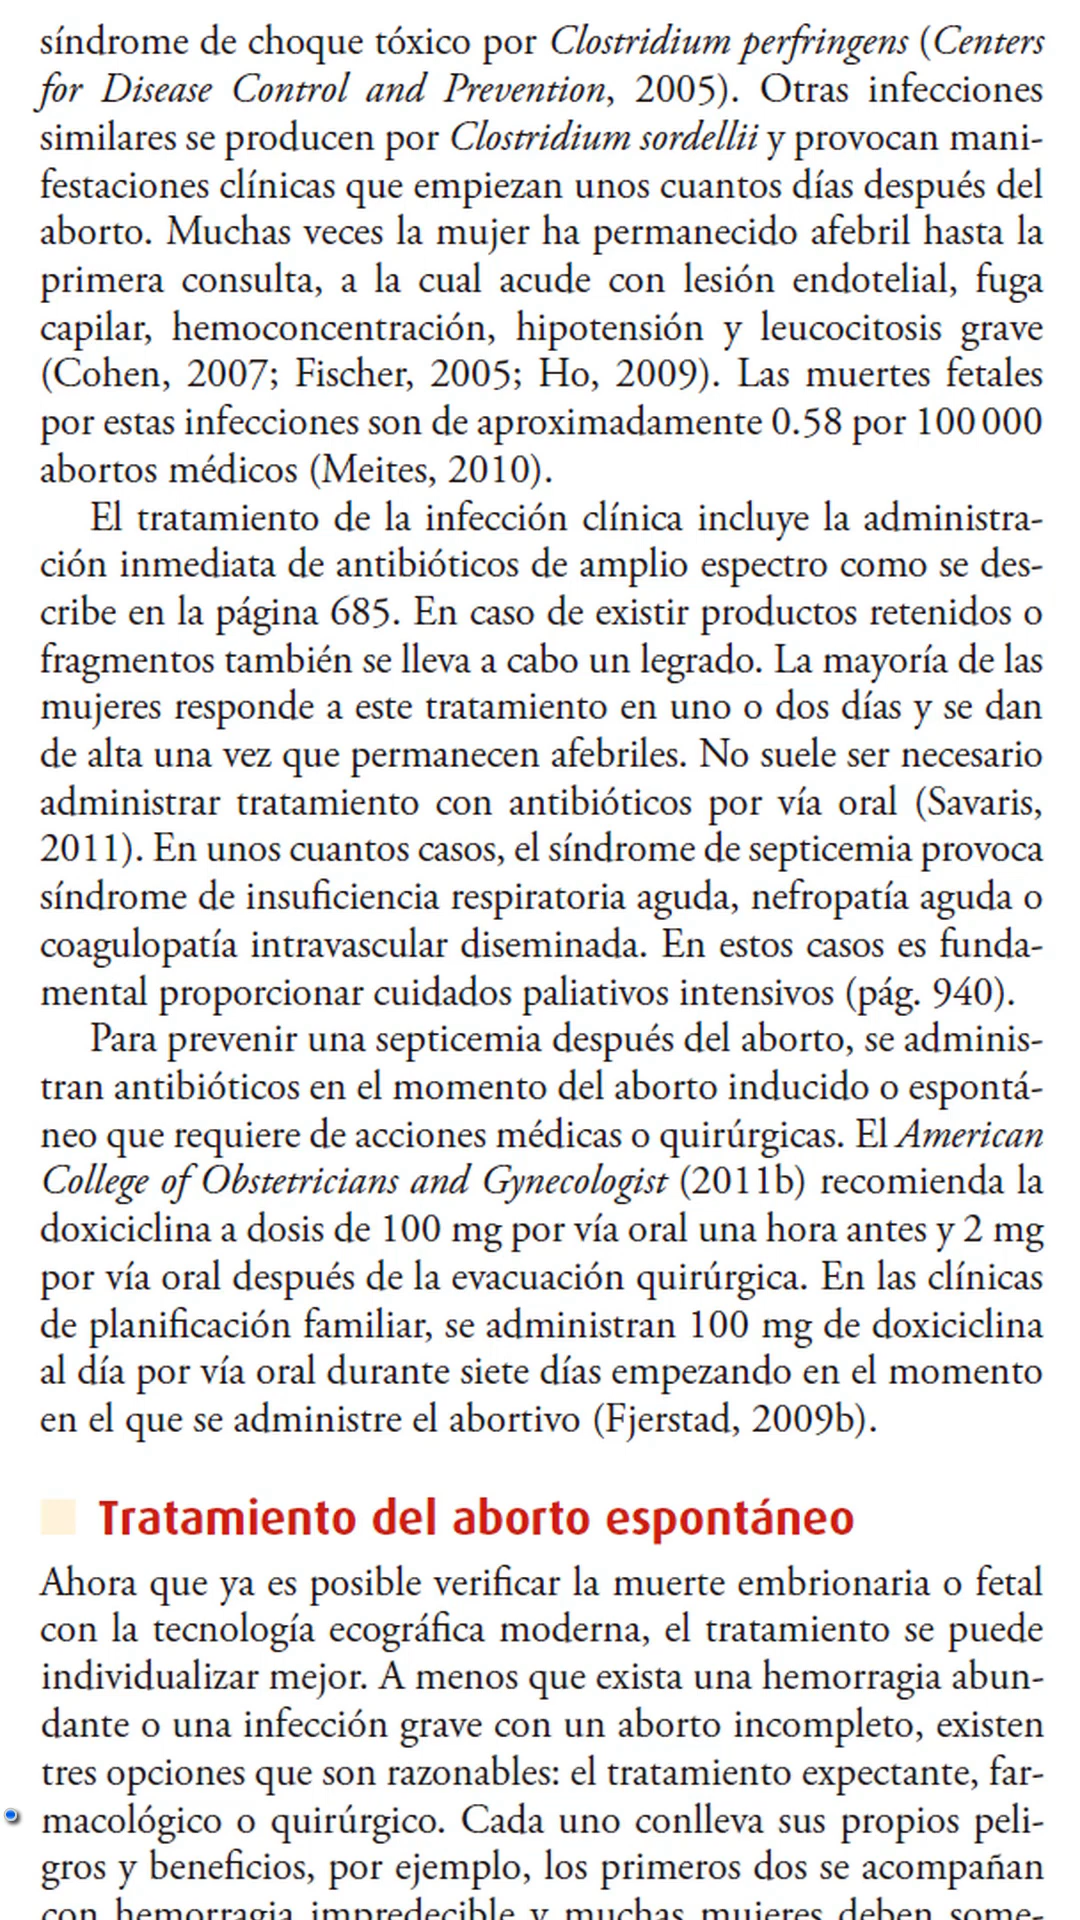 síndrome de choque tóxico por Clostridium perfringens (Centers
for Disease Control and Prevention, 2005). Otras infecciones
similares se producen por Clostridium sordellii y provocan mani-
festaciones clínicas que empiezan unos cuantos días después del
aborto. Muchas veces la mujer ha permanecido afebril hasta la
primera consulta, a la cual acude con lesión endotelial, fuga
capilar, hemoconcentración, hipotensión y leucocitosis grave
(Cohen, 2007; Fischer, 2005; Ho, 2009). Las muertes fetales
por estas infecciones son de aproximadamente 0.58 por 100 000
abortos médicos (Meites, 2010).
El tratamiento de la infección clínica incluye la administra-
ción inmediata de antibióticos de amplio espectro como se des-
cribe en la página 685. En caso de existir productos retenidos o
fragmentos también se lleva a cabo un legrado. La mayoría de las
mujeres responde a este tratamiento en uno o dos días y se dan
de alta una vez que permanecen afebriles. No suele ser necesario
administrar tratamiento con antibióticos por vía oral (Savaris,
2011). En unos cuantos casos, el síndrome de septicemia provoca
síndrome de insuficiencia respiratoria aguda, nefropatía aguda o
coagulopatía intravascular diseminada. En estos casos es funda-
mental proporcionar cuidados paliativos intensivos (pág. 940).
Para prevenir una septicemia después del aborto, se adminis-
tran antibióticos en el momento del aborto inducido o espontá-
neo que requiere de acciones médicas o quirúrgicas. El American
College of Obstetricians and Gynecologist (2011b) recomienda la
doxiciclina a dosis de 100 mg por vía oral una hora antes y 2 mg
por vía oral después de la evacuación quirúrgica. En las clínicas
de planificación familiar, se administran 100 mg de doxiciclina
al día por vía oral durante siete días empezando en el momento
en el que se administre el abortivo (Fjerstad, 2009b).
Tratamiento del aborto espontáneo
Ahora que ya es posible verificar la muerte embrionaria o fetal
con la tecnología ecográfica moderna, el tratamiento se puede
individualizar mejor. A menos que exista una hemorragia abun-
dante o una infección grave con un aborto incompleto, existen
tres opciones que son razonables: el tratamiento expectante, far-
macológico o quirúrgico. Cada uno conlleva sus propios peli-
gros y beneficios, por ejemplo, los primeros dos se acompañan
con hemorragia impredecible y muchas mujeres deben some-